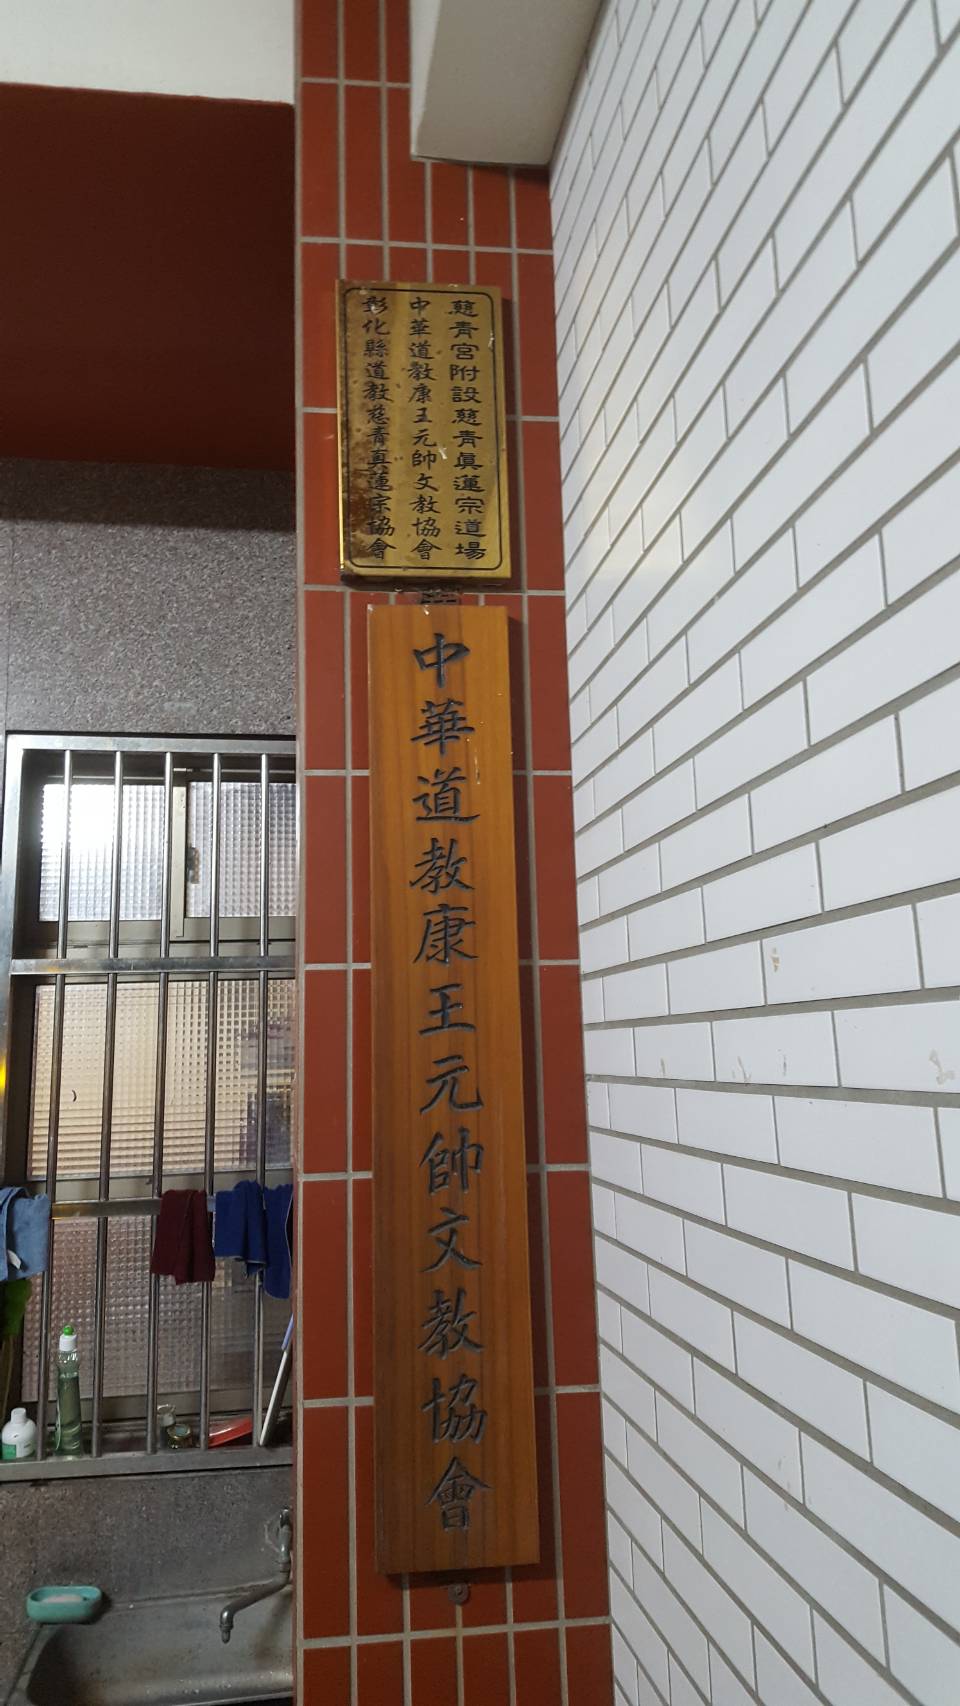 慈青宮附設慈青真蓮宗道場
中華道教康王元帥文教協會
彰化縣道教慈青真蓮宗協會
中華道教康王元帥文教協會